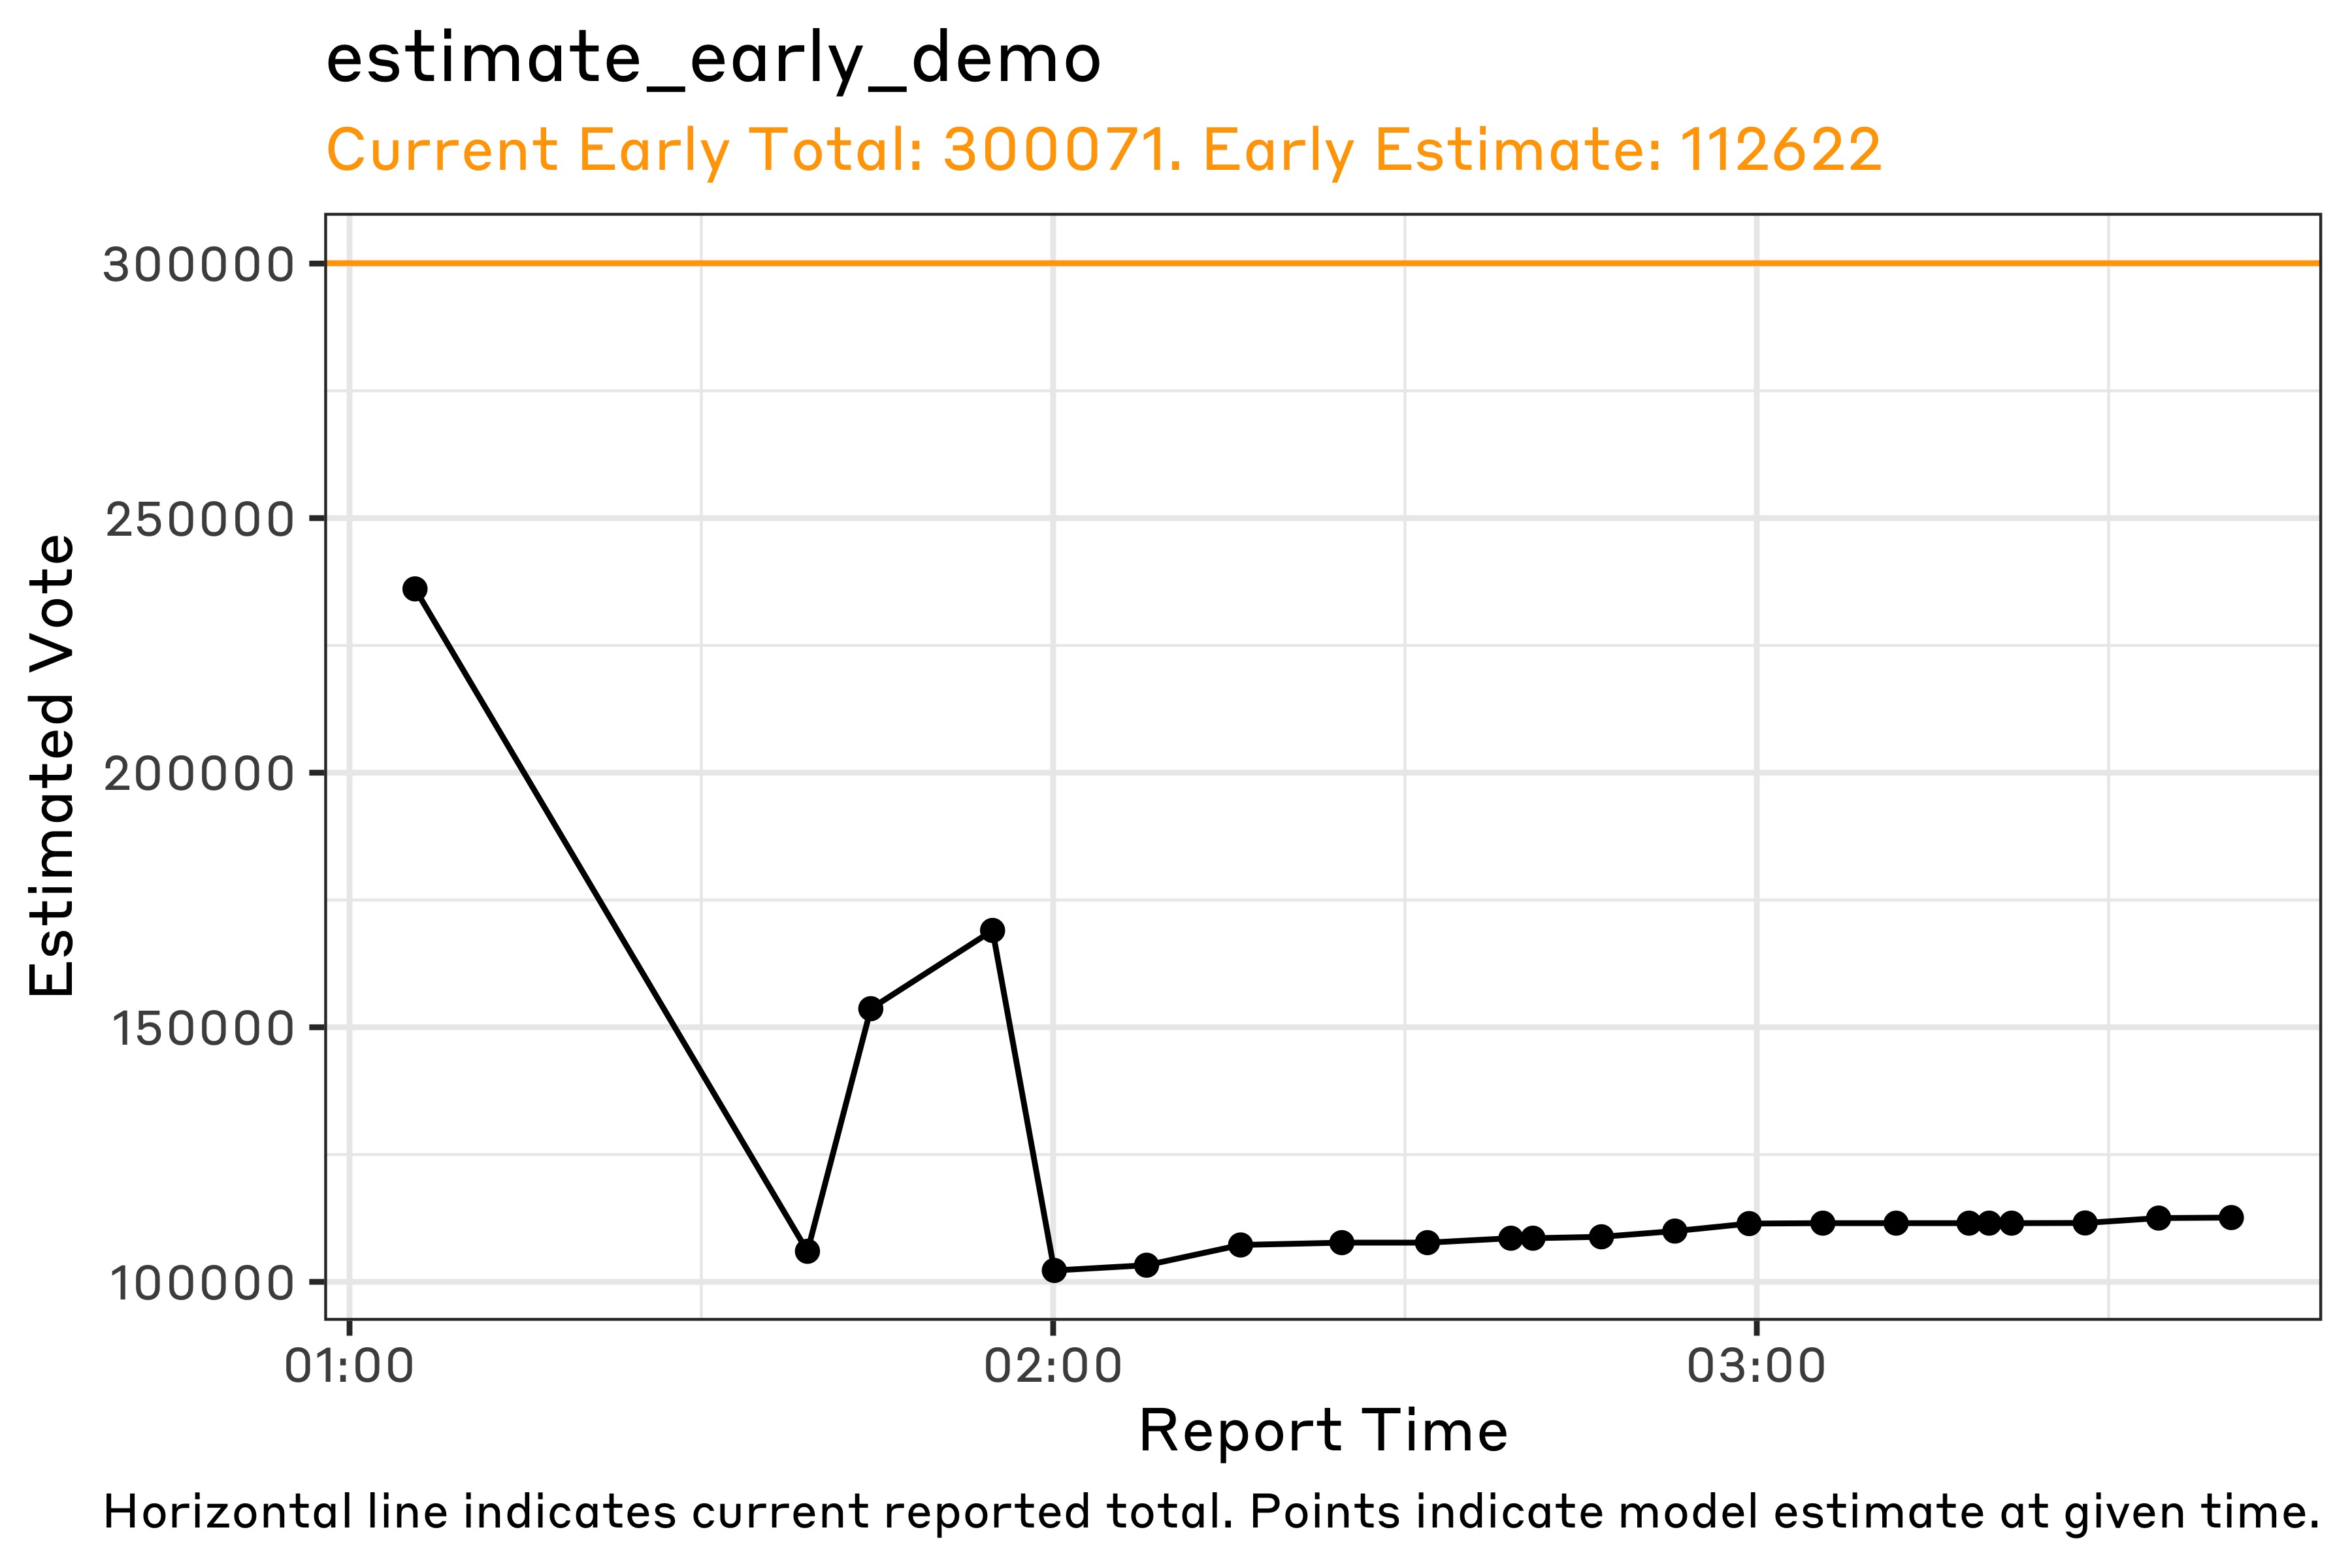 estimate_early_demo
Current Early Total: 300071. Early Estimate: 112622
Estimated Vote
300000
250000
200000
150000
100000
01:00
02:00
03:00
Report Time
Horizontal line indicates current reported total. Points indicate model estimate at given time.